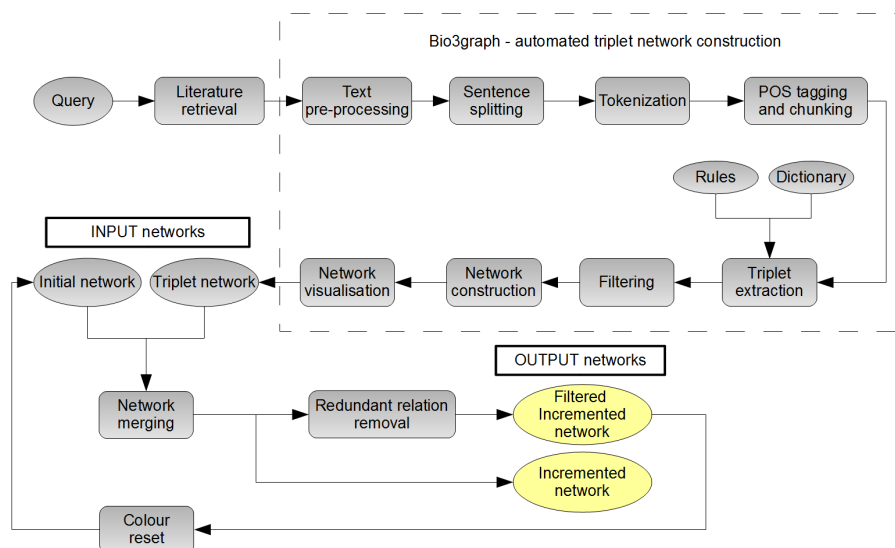 Bio3graph - automated triplet network construction
Query
Literature
retrieval
Text
pre-processing
Sentence
splitting
Tokenization
POS tagging
and chunking
Rules
Dictionary
INPUT networks
Initial network
Triplet network
Network
visualisation
Network
construction
Filtering
Triplet
extraction
OUTPUT networks
Network
merging
Redundant relation
removal
Filtered
Incremented
network
Incremented
network
Colour
reset